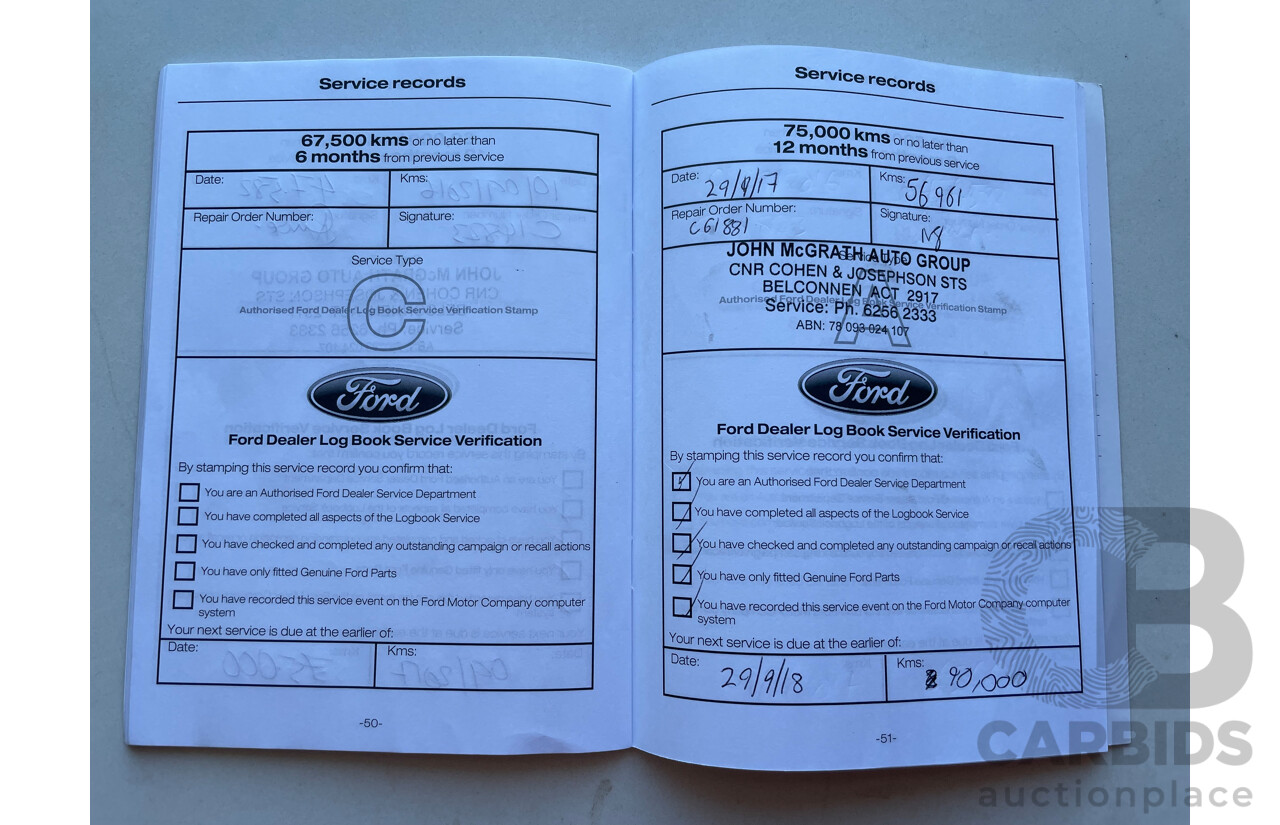 Service records
67,500 kms or no later than
6 months from previous service
Date:
Kms:
Repair Order Number:
Signature:
Service Type
C
Authorised Ford Dealer Log Book Service Verification Stamp
Ford
Ford Dealer Log Book Service Verification
By stamping this service record you confirm that:
You are an Authorised Ford Dealer Service Department
You have completed all aspects of the Logbook Service
You have checked and completed any outstanding campaign or recall actions
You have only fitted Genuine Ford Parts
You have recorded this service event on the Ford Motor Company computer
system
Your next service is due at the earlier of:
Date:
Kms:
-50-
Service records
75,000 kms or no later than
12 months from previous service
Date: 29/9/17
Kms: 56961
Repair Order Number:
C61881
Signature:
Service Type
JOHN McGRATH AUTO GROUP
CNR COHEN & JOSEPHSON STS
BELCONNEN ACT 2917
A
Authorised Ford Dealer Log Book Service Verification Stamp
Service: Ph. 6256 2333
ABN: 78 093 024 107
Ford
Ford Dealer Log Book Service Verification
By stamping this service record you confirm that:
You are an Authorised Ford Dealer Service Department
You have completed all aspects of the Logbook Service
You have checked and completed any outstanding campaign or recall actions
You have only fitted Genuine Ford Parts
You have recorded this service event on the Ford Motor Company computer
system
Your next service is due at the earlier of:
Date: 29/9/18
Kms: 90,000
-51-
CB
CARBIDS
auctionplace